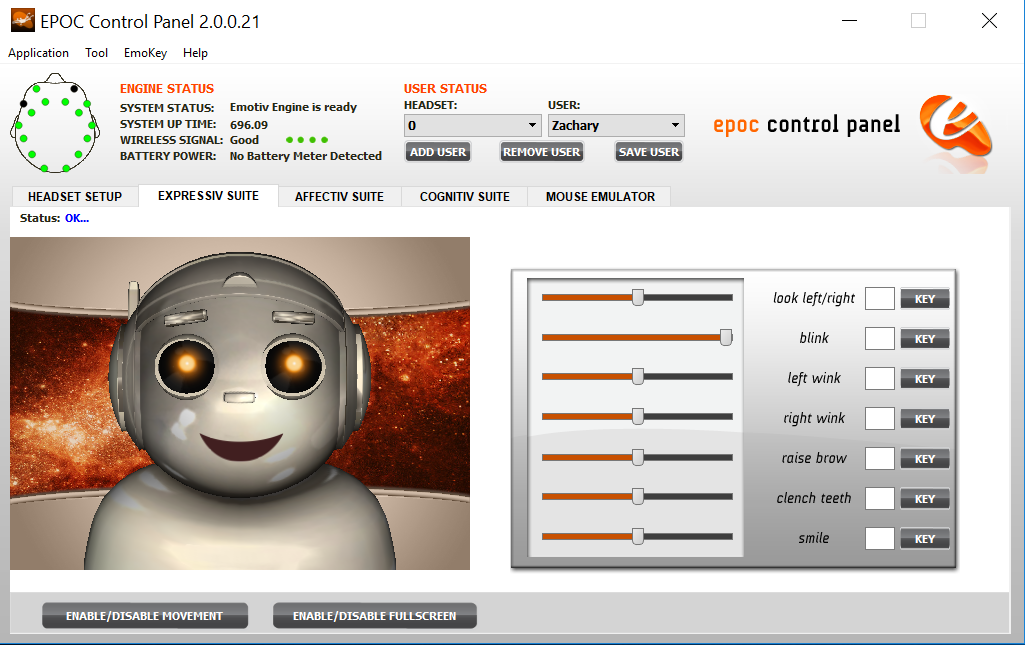 EPOC Control Panel 2.0.0.21
Application Tool EmoKey Help
ENGINE STATUS
SYSTEM STATUS: Emotiv Engine is ready
SYSTEM UP TIME: 696.09
WIRELESS SIGNAL: Good
BATTERY POWER: No Battery Meter Detected
USER STATUS
HEADSET: USER:
0 Zachary
ADD USER REMOVE USER SAVE USER
epoc control panel
HEADSET SETUP EXPRESSIV SUITE AFFECTIV SUITE COGNITIV SUITE MOUSE EMULATOR
Status: OK...
look left/right KEY
blink KEY
left wink KEY
right wink KEY
raise brow KEY
clench teeth KEY
smile KEY
ENABLE/DISABLE MOVEMENT ENABLE/DISABLE FULLSCREEN